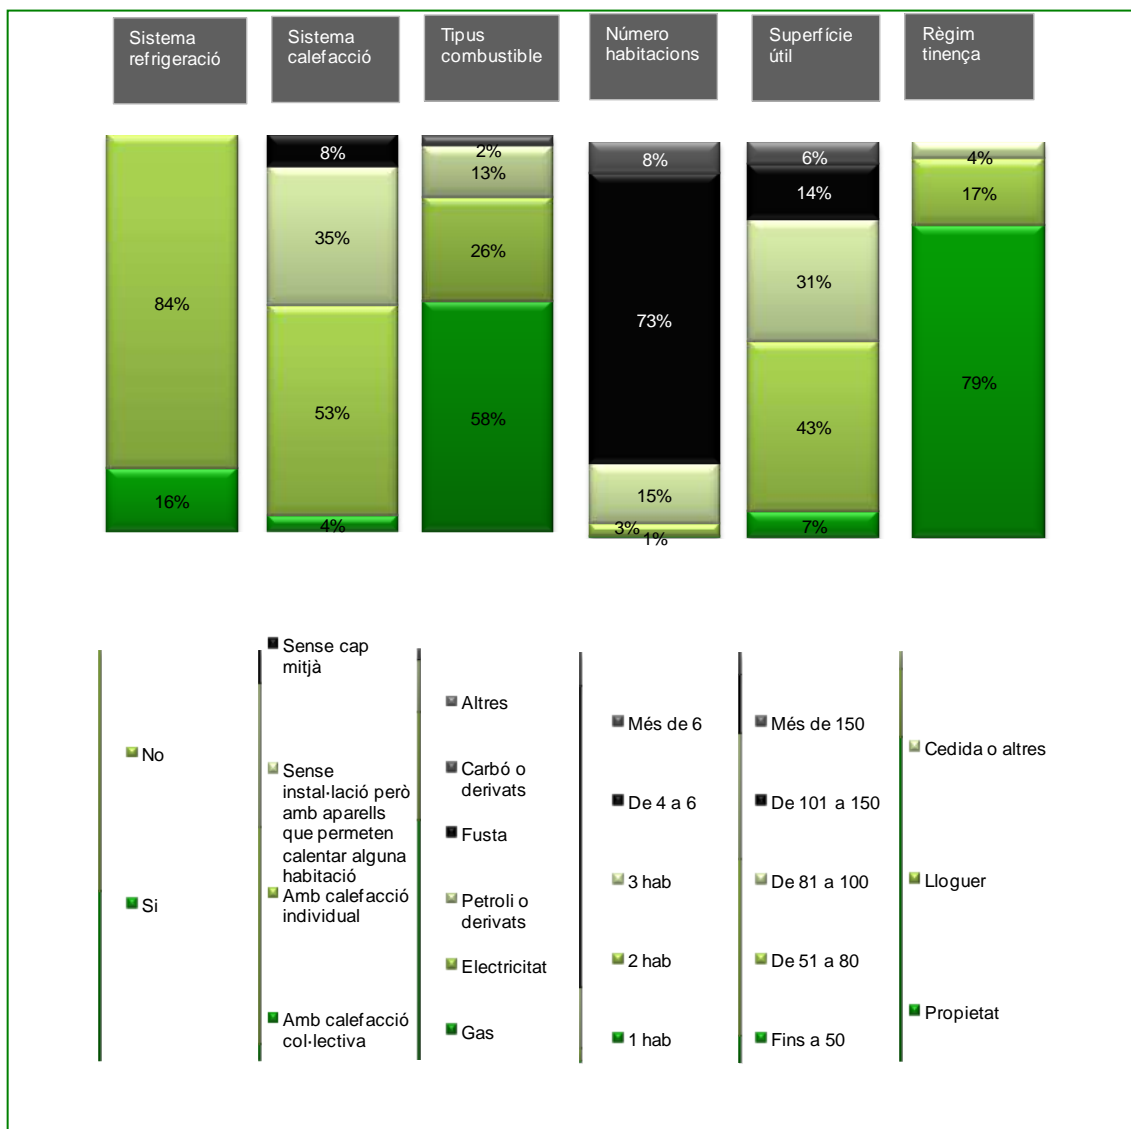 Sistema
refrigeració
Sistema
calefacció
Tipus
combustible
Número
habitacions
Superfície
útil
Règim
tinença
84%
16%
8%
35%
53%
4%
2%
13%
26%
58%
8%
73%
15%
3%
1%
6%
14%
31%
43%
7%
4%
17%
79%
No
Si
Sense cap
mitjà
Sense
instal·lació però
amb aparells
que permeten
calentar alguna
habitació
Amb calefacció
individual
Amb calefacció
col·lectiva
Altres
Carbó o
derivats
Fusta
Petroli o
derivats
Electricitat
Gas
Més de 6
De 4 a 6
3 hab
2 hab
1 hab
Més de 150
De 101 a 150
De 81 a 100
De 51 a 80
Fins a 50
Cedida o altres
Lloguer
Propietat